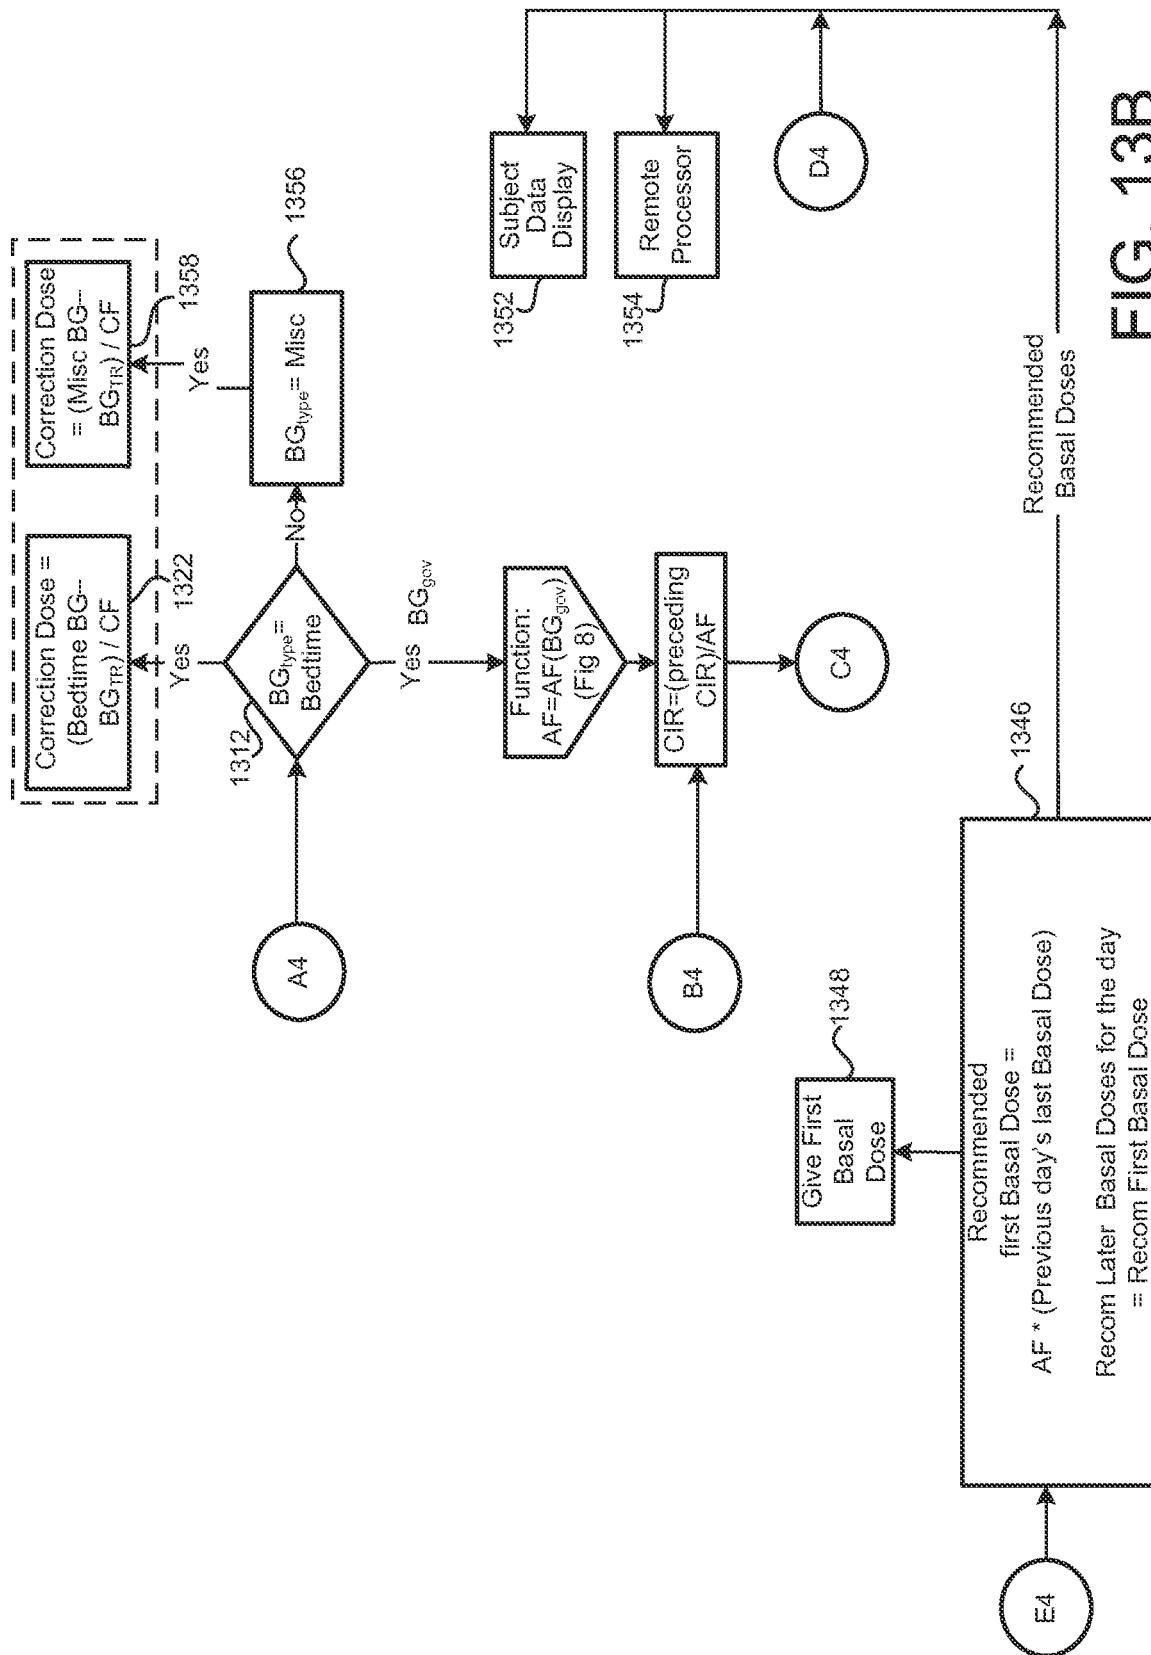 Correction Dose =
(Bedtime BG--
BG_TR) / CF
1322
Correction Dose
= (Misc BG--
BG_TR) / CF
1358
Yes
Yes
A4
1312
BG_type=
Bedtime
No
BG_type= Misc
1356
Yes
BG_gov
Function:
AF=AF(BG_gov)
(Fig 8)
B4
CIR=(preceding
CIR)/AF
C4
Subject
Data
Display
1352
Remote
Processor
1354
D4
Give First
Basal
Dose
1348
E4
Recommended
first Basal Dose =
AF * (Previous day's last Basal Dose)
Recom Later Basal Doses for the day
= Recom First Basal Dose
1346
Recommended
Basal Doses
FIG. 13B